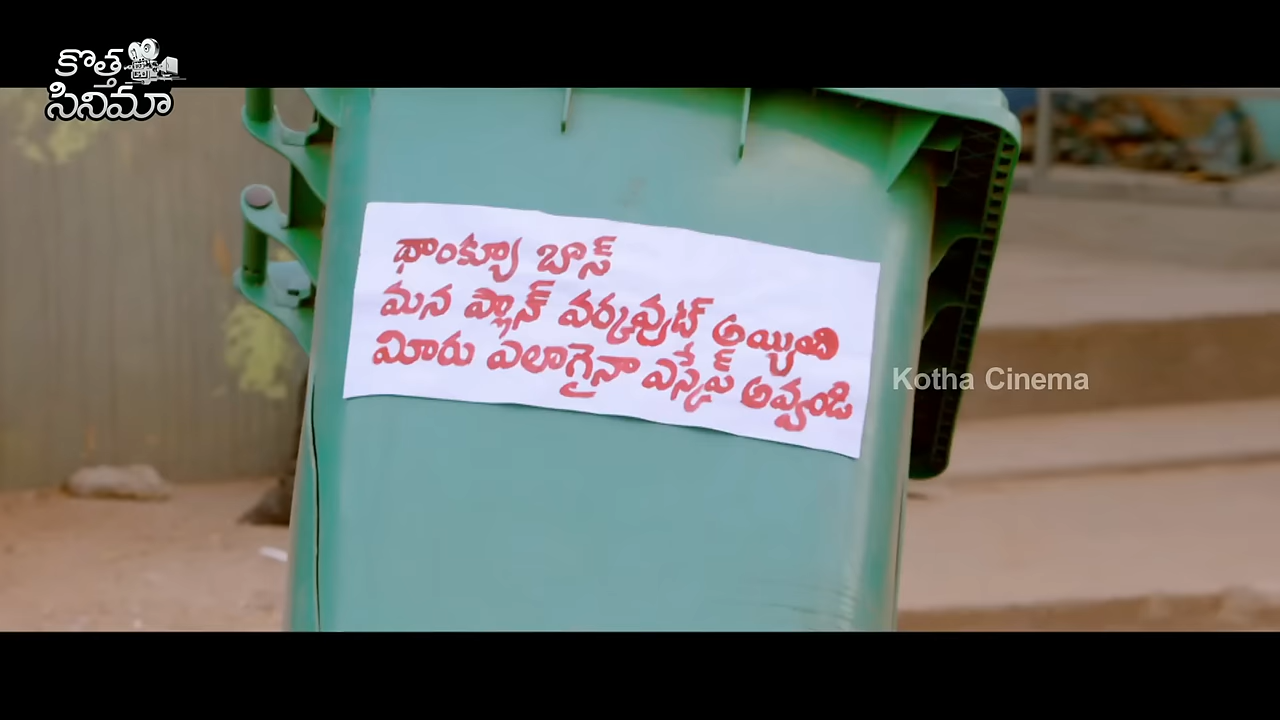 కొత్త
సినిమా
థాంక్యూ బాస్
మన ప్లాన్ వర్కవుట్ అయ్యింది
మీరు ఎలాగైనా ఎస్కేప్ అవ్వండి
Kotha Cinema